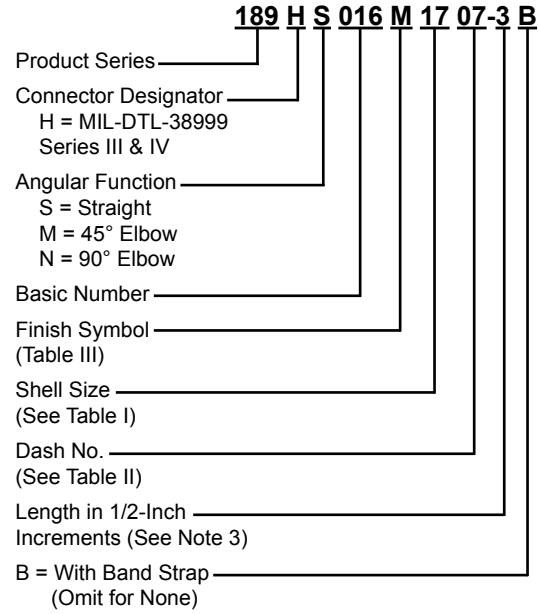 189 H S 016 M 17 07-3 B
Product Series
Connector Designator
H = MIL-DTL-38999
Series III & IV
Angular Function
S = Straight
M = 45° Elbow
N = 90° Elbow
Basic Number
Finish Symbol
(Table III)
Shell Size
(See Table I)
Dash No.
(See Table II)
Length in 1/2-Inch
Increments (See Note 3)
B = With Band Strap
(Omit for None)